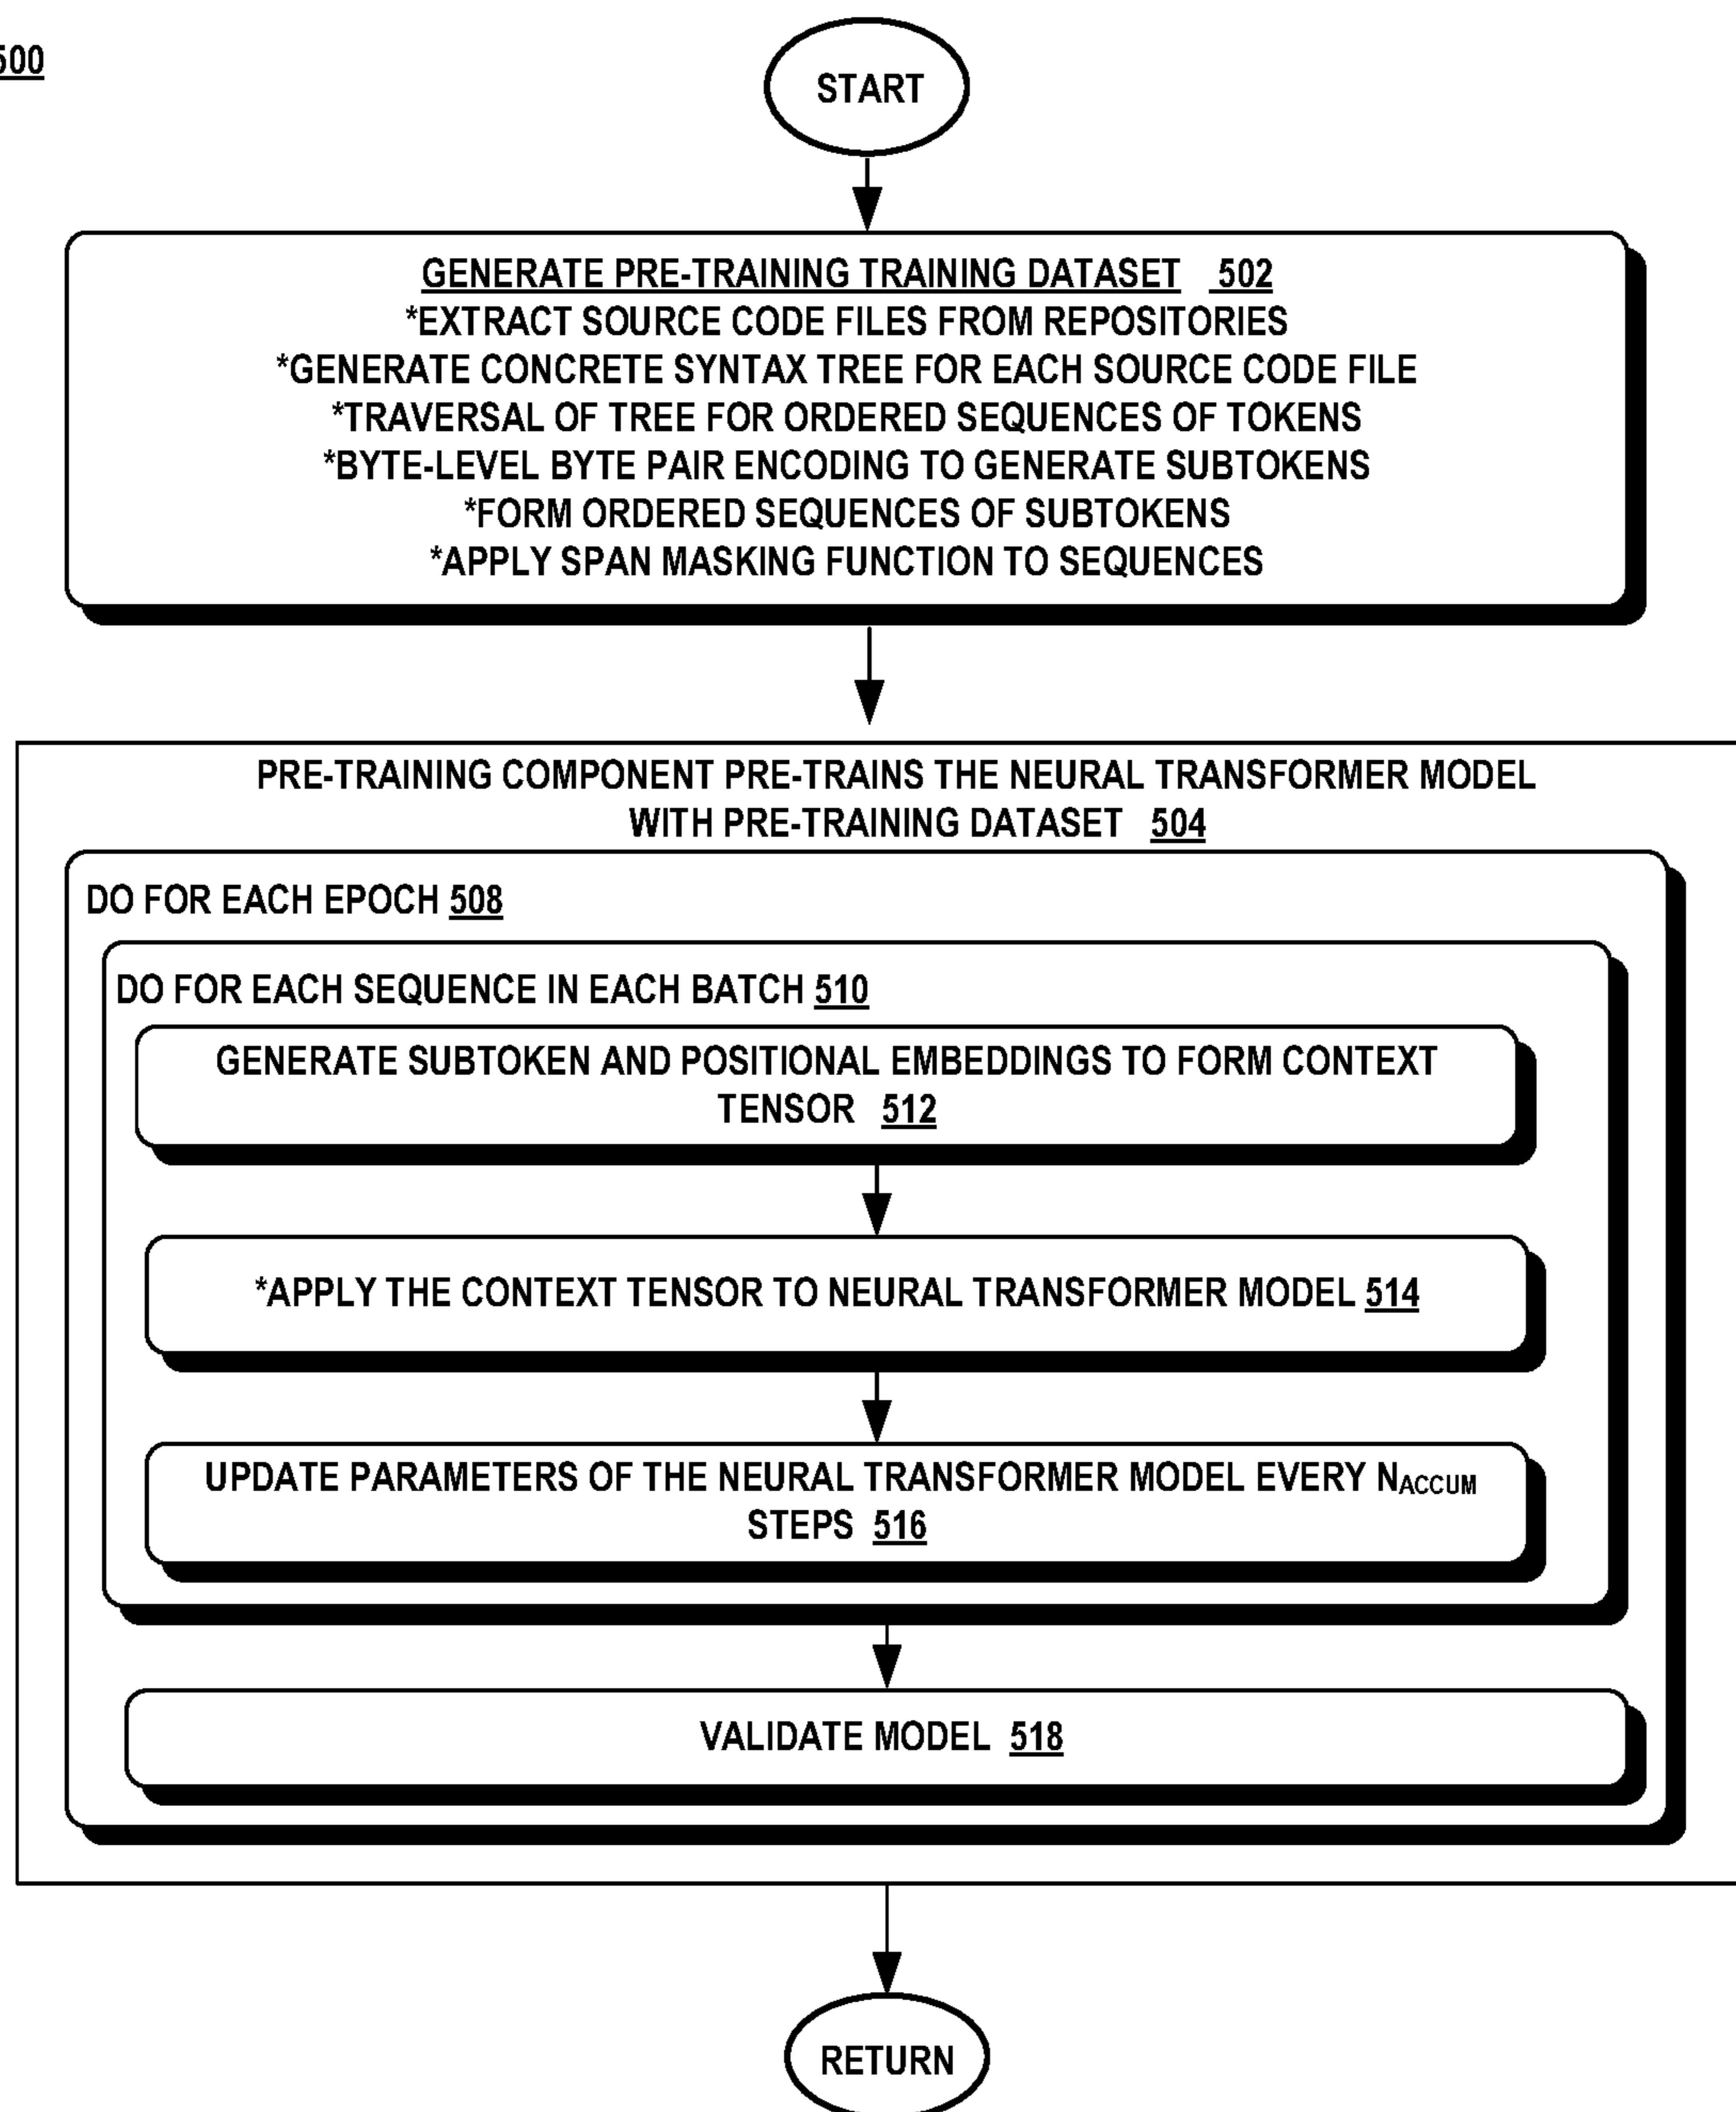 500
START
GENERATE PRE-TRAINING TRAINING DATASET 502
*EXTRACT SOURCE CODE FILES FROM REPOSITORIES
*GENERATE CONCRETE SYNTAX TREE FOR EACH SOURCE CODE FILE
*TRAVERSAL OF TREE FOR ORDERED SEQUENCES OF TOKENS
*BYTE-LEVEL BYTE PAIR ENCODING TO GENERATE SUBTOKENS
*FORM ORDERED SEQUENCES OF SUBTOKENS
*APPLY SPAN MASKING FUNCTION TO SEQUENCES
PRE-TRAINING COMPONENT PRE-TRAINS THE NEURAL TRANSFORMER MODEL
WITH PRE-TRAINING DATASET 504
DO FOR EACH EPOCH 508
DO FOR EACH SEQUENCE IN EACH BATCH 510
GENERATE SUBTOKEN AND POSITIONAL EMBEDDINGS TO FORM CONTEXT
TENSOR 512
*APPLY THE CONTEXT TENSOR TO NEURAL TRANSFORMER MODEL 514
UPDATE PARAMETERS OF THE NEURAL TRANSFORMER MODEL EVERY NACCUM
STEPS 516
VALIDATE MODEL 518
RETURN